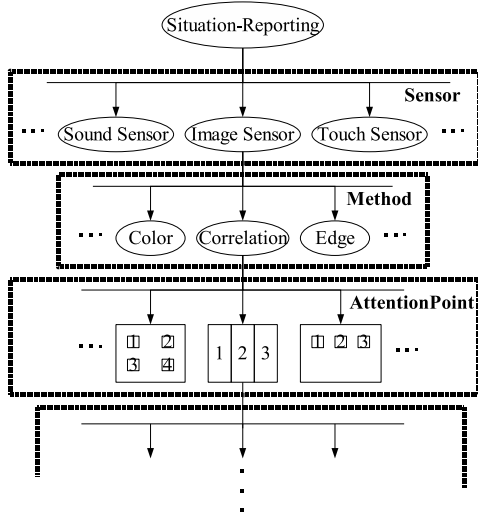 Situation-Reporting
Sensor
... Sound Sensor Image Sensor Touch Sensor ...
Method
... Color Correlation Edge ...
AttentionPoint
... 1 2 1 2 3 1 2 3 ...
3 4